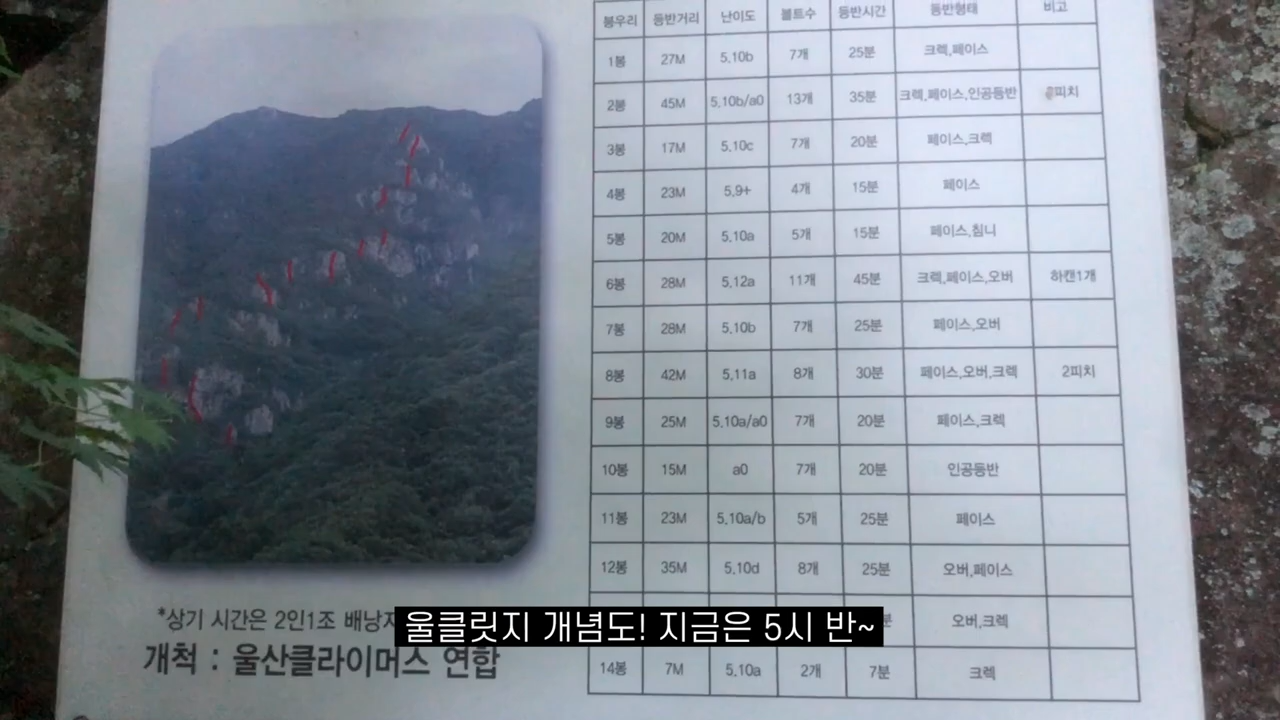 봉우리 등반거리 난이도 볼트수 등반시간 등반형태 비고
1봉 27M 5.10b 7개 25분 크렉,페이스
2봉 45M 5.10b/a0 13개 35분 크렉,페이스,인공등반 2피치
3봉 17M 5.10c 7개 20분 페이스,크렉
4봉 23M 5.9+ 4개 15분 페이스
5봉 20M 5.10a 5개 15분 페이스,침니
6봉 28M 5.12a 11개 45분 크렉,페이스,오버 하캔1개
7봉 28M 5.10b 7개 25분 페이스,오버
8봉 42M 5.11a 8개 30분 페이스,오버,크렉 2피치
9봉 25M 5.10a/a0 7개 20분 페이스,크렉
10봉 15M a0 7개 20분 인공등반
11봉 23M 5.10a/b 5개 25분 페이스
12봉 35M 5.10d 8개 25분 오버,페이스
오버,크렉
14봉 7M 5.10a 2개 7분 크렉
*상기 시간은 2인1조
개척 : 울산클라이머스 연합
울클릿지 개념도! 지금은 5시 반~